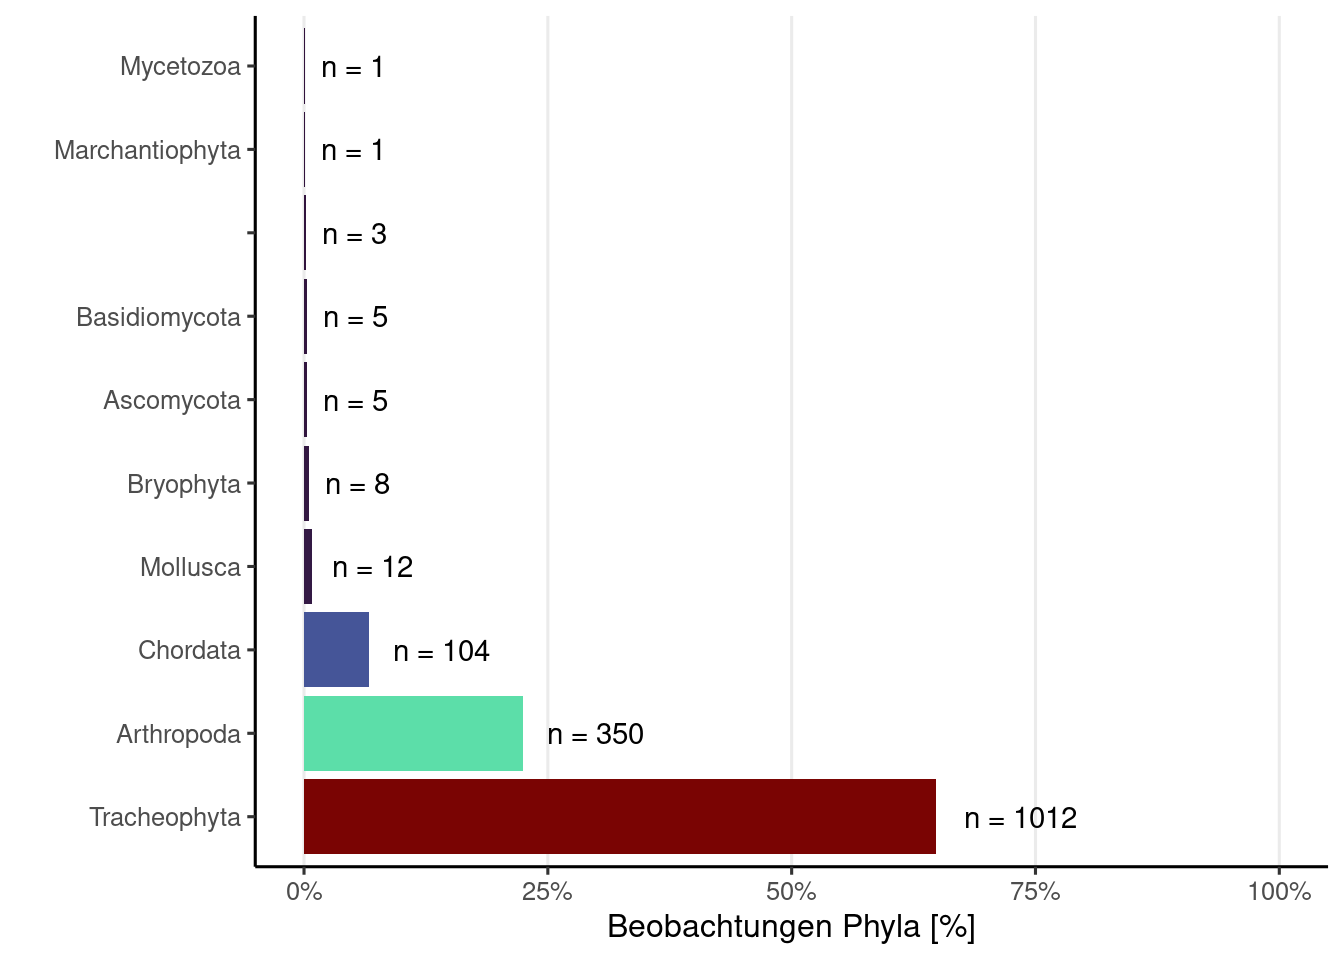 Mycetozoa n = 1
Marchantiophyta n = 1
n = 3
Basidiomycota n = 5
Ascomycota n = 5
Bryophyta n = 8
Mollusca n = 12
Chordata n = 104
Arthropoda n = 350
Tracheophyta n = 1012
0% 25% 50% 75% 100%
Beobachtungen Phyla [%]